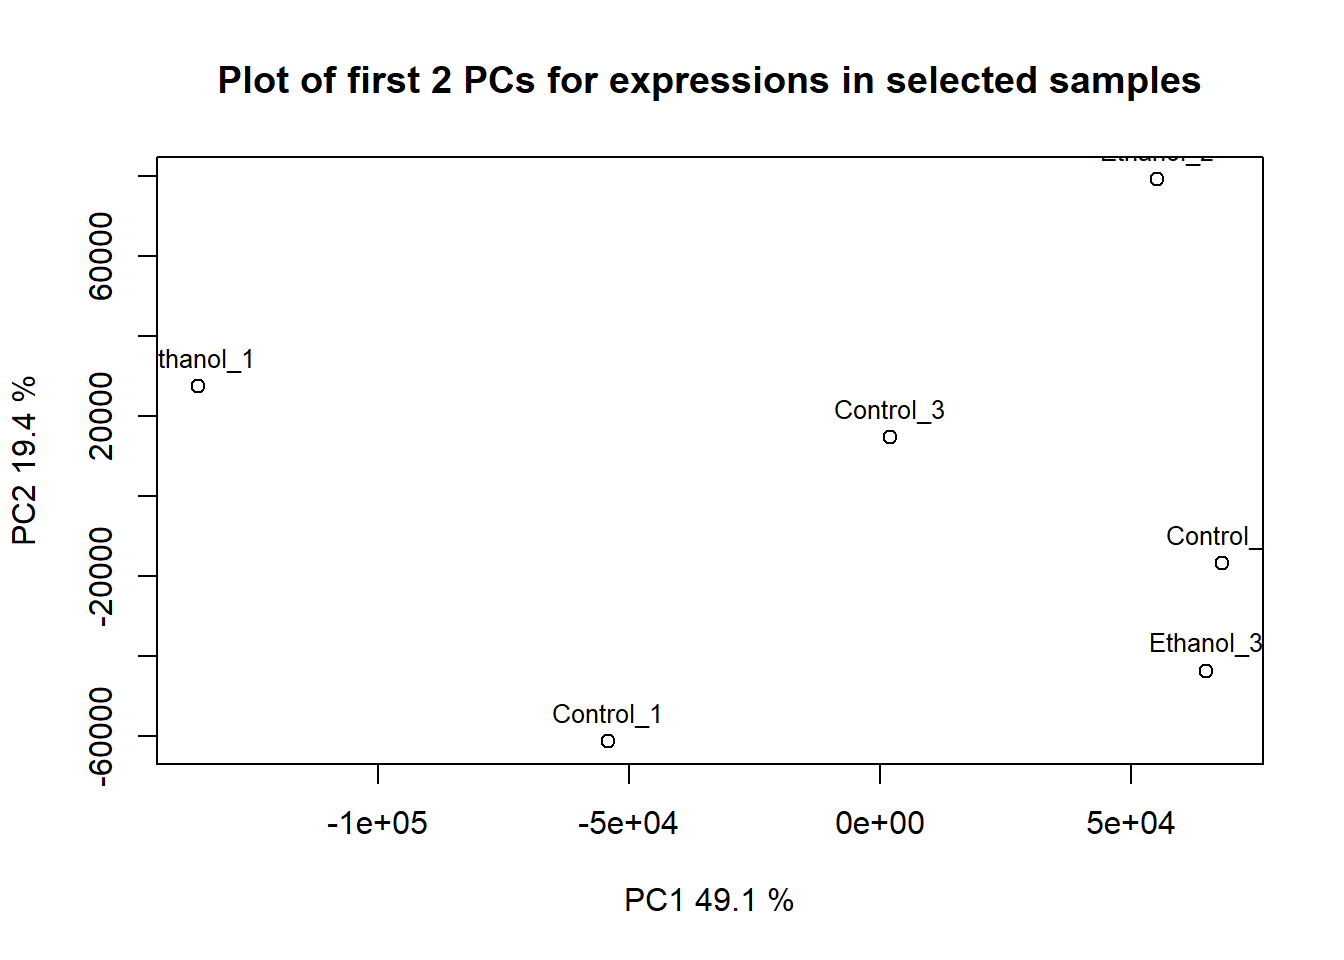 Plot of first 2 PCs for expressions in selected samples
Ethanol_2
thanol_1
Control_3
Control_
Ethanol_3
Control_1
60000
20000
-20000
-60000
PC2 19.4 %
-1e+05
-5e+04
0e+00
5e+04
PC1 49.1 %